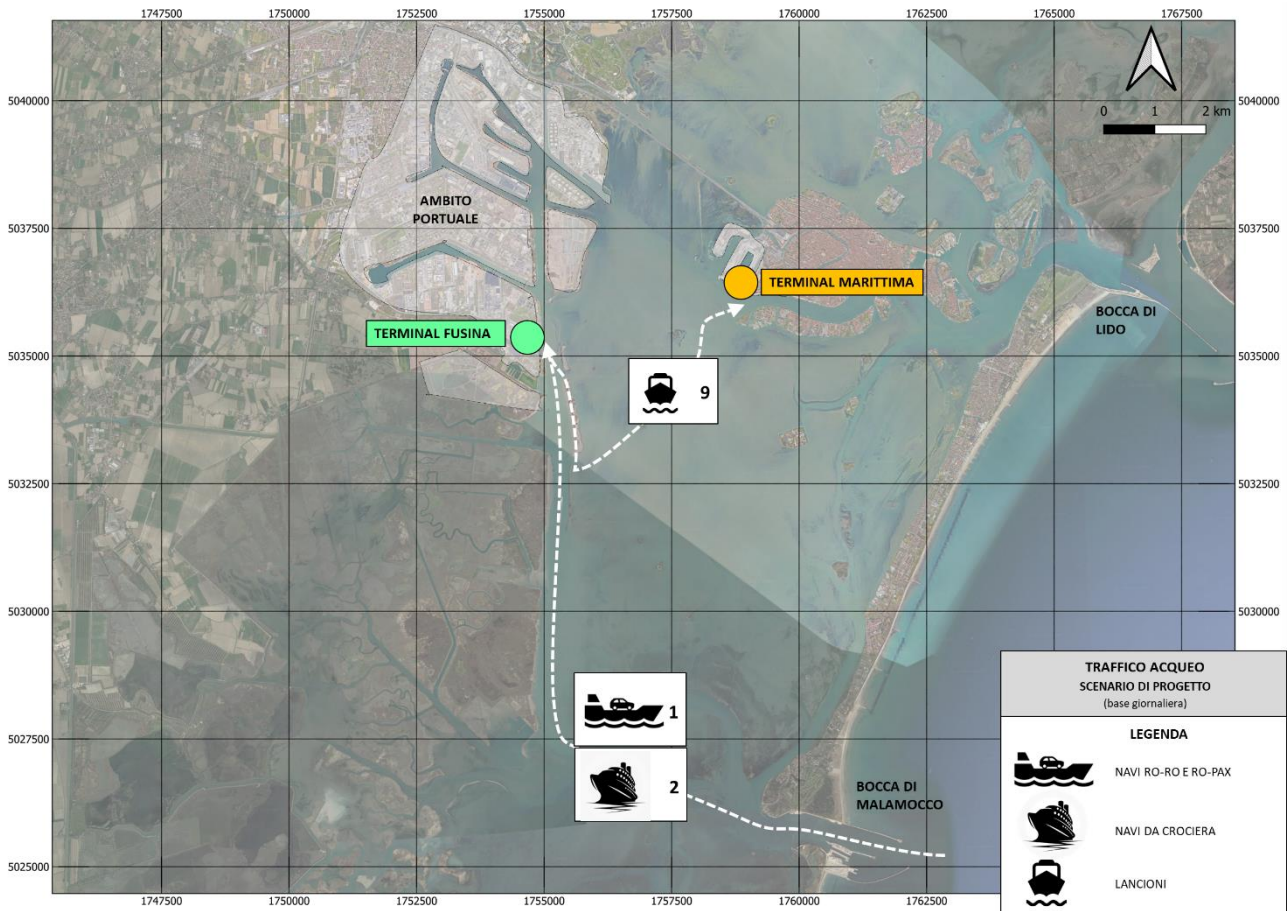 1747500 1750000 1752500 1755000 1757500 1760000 1762500 1765000 1767500
5040000 5040000
0 1 2 km
AMBITO
PORTUALE
5037500 5037500
TERMINAL MARITTIMA
BOCCA DI
LIDO
TERMINAL FUSINA
5035000 5035000
9
5032500 5032500
5030000 5030000
1
5027500 5027500
2
BOCCA DI
MALAMOCCO
5025000 5025000
TRAFFICO ACQUEO
SCENARIO DI PROGETTO
(base giornaliera)
LEGENDA
NAVI RO-RO E RO-PAX
NAVI DA CROCIERA
LANCIONI
1747500 1750000 1752500 1755000 1757500 1760000 1762500 1765000 1767500